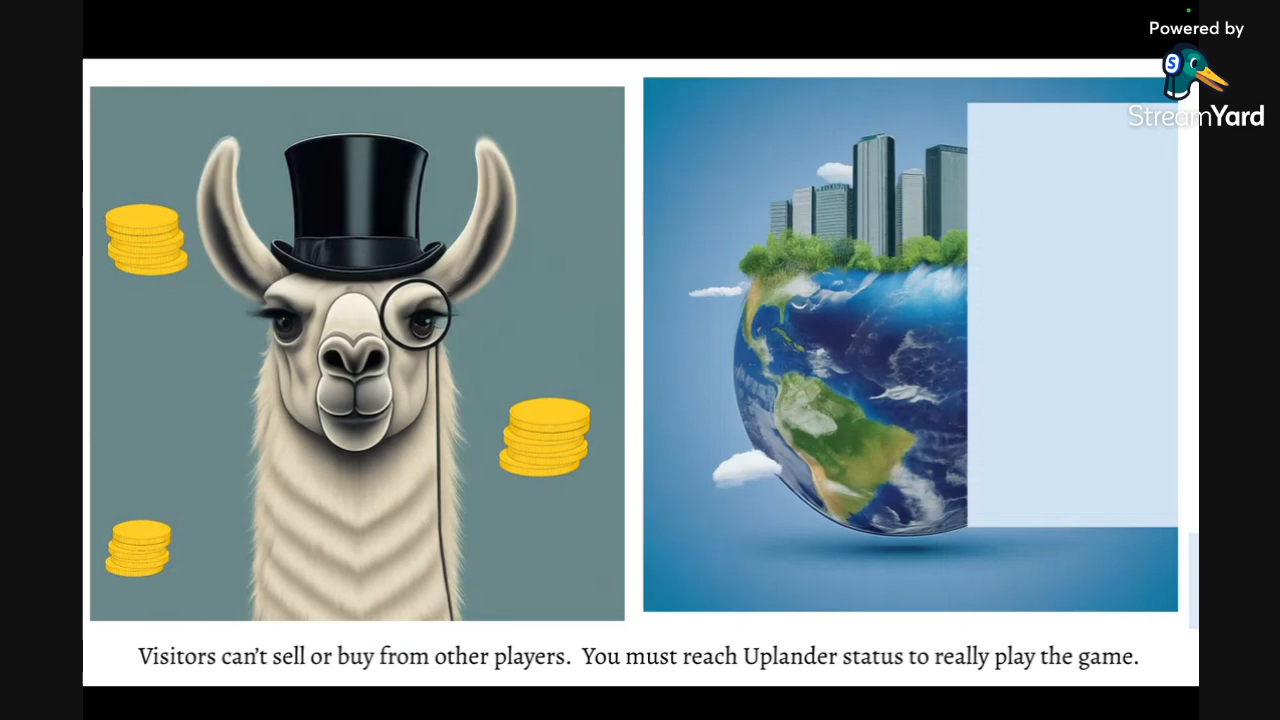 Powered by
S
StreamYard
Visitors can't sell or buy from other players.  You must reach Uplander status to really play the game.